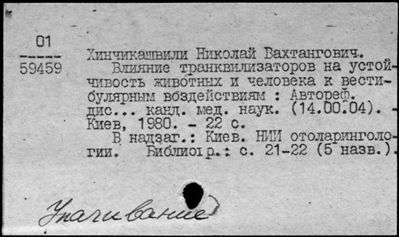 01
59459
Хинчикашвили Николай Вахтангович.
Влияние транквилизаторов на устой-
чивость животных и человека к вести-
булярным воздействиям : Автореф.
дис... канд. мед. наук. (14.00.04). -
Киев, 1980. - 22 с.
В надзаг.: Киев. НИИ отоларинголо-
гии. Библиогр.: с. 21-22 (5 назв.).
Укачивание